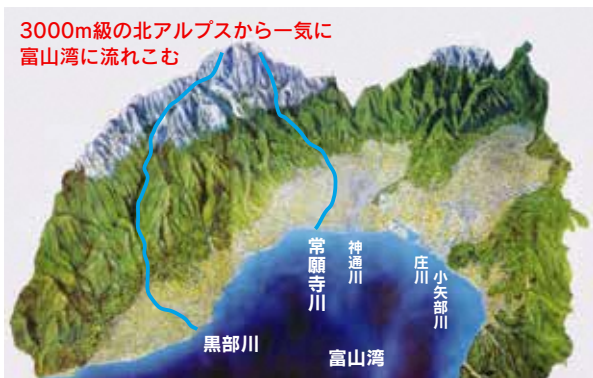 3000m級の北アルプスから一気に
富山湾に流れこむ
常願寺川
神通川
庄川
小矢部川
黒部川
富山湾